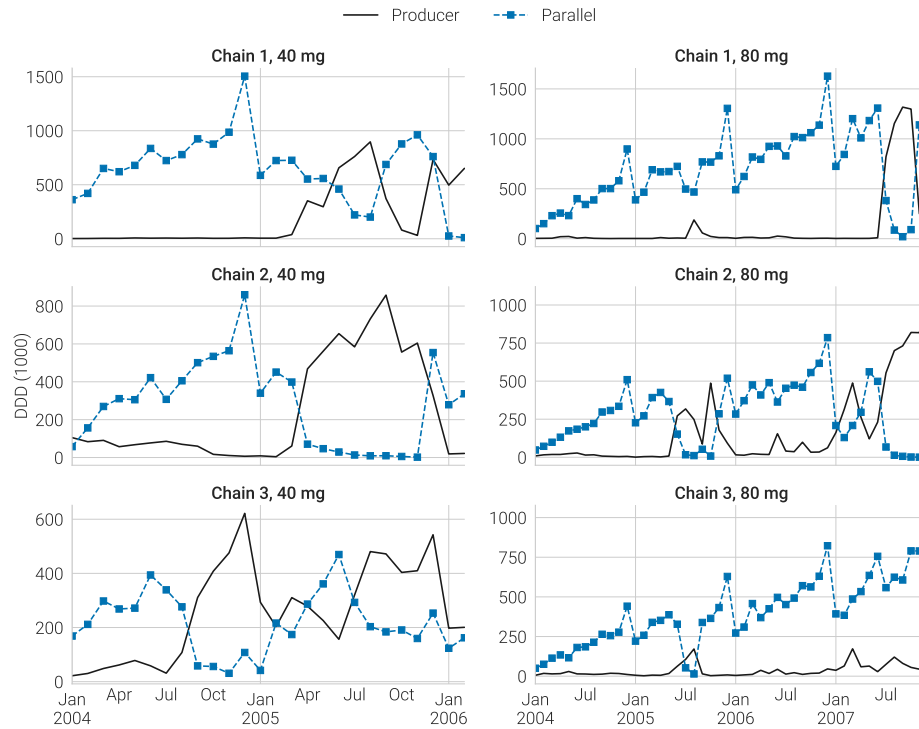 Producer Parallel
Chain 1, 40 mg
1500
1000
500
0
Chain 1, 80 mg
1500
1000
500
0
DDD (1000)
Chain 2, 40 mg
800
600
400
200
0
Chain 2, 80 mg
1000
750
500
250
0
Chain 3, 40 mg
600
400
200
0
Jan Apr Jul Oct Jan Apr Jul Oct Jan
2004 2005 2006
Chain 3, 80 mg
1000
750
500
250
0
Jan Jul Jan Jul Jan Jul Jan Jul
2004 2005 2006 2007